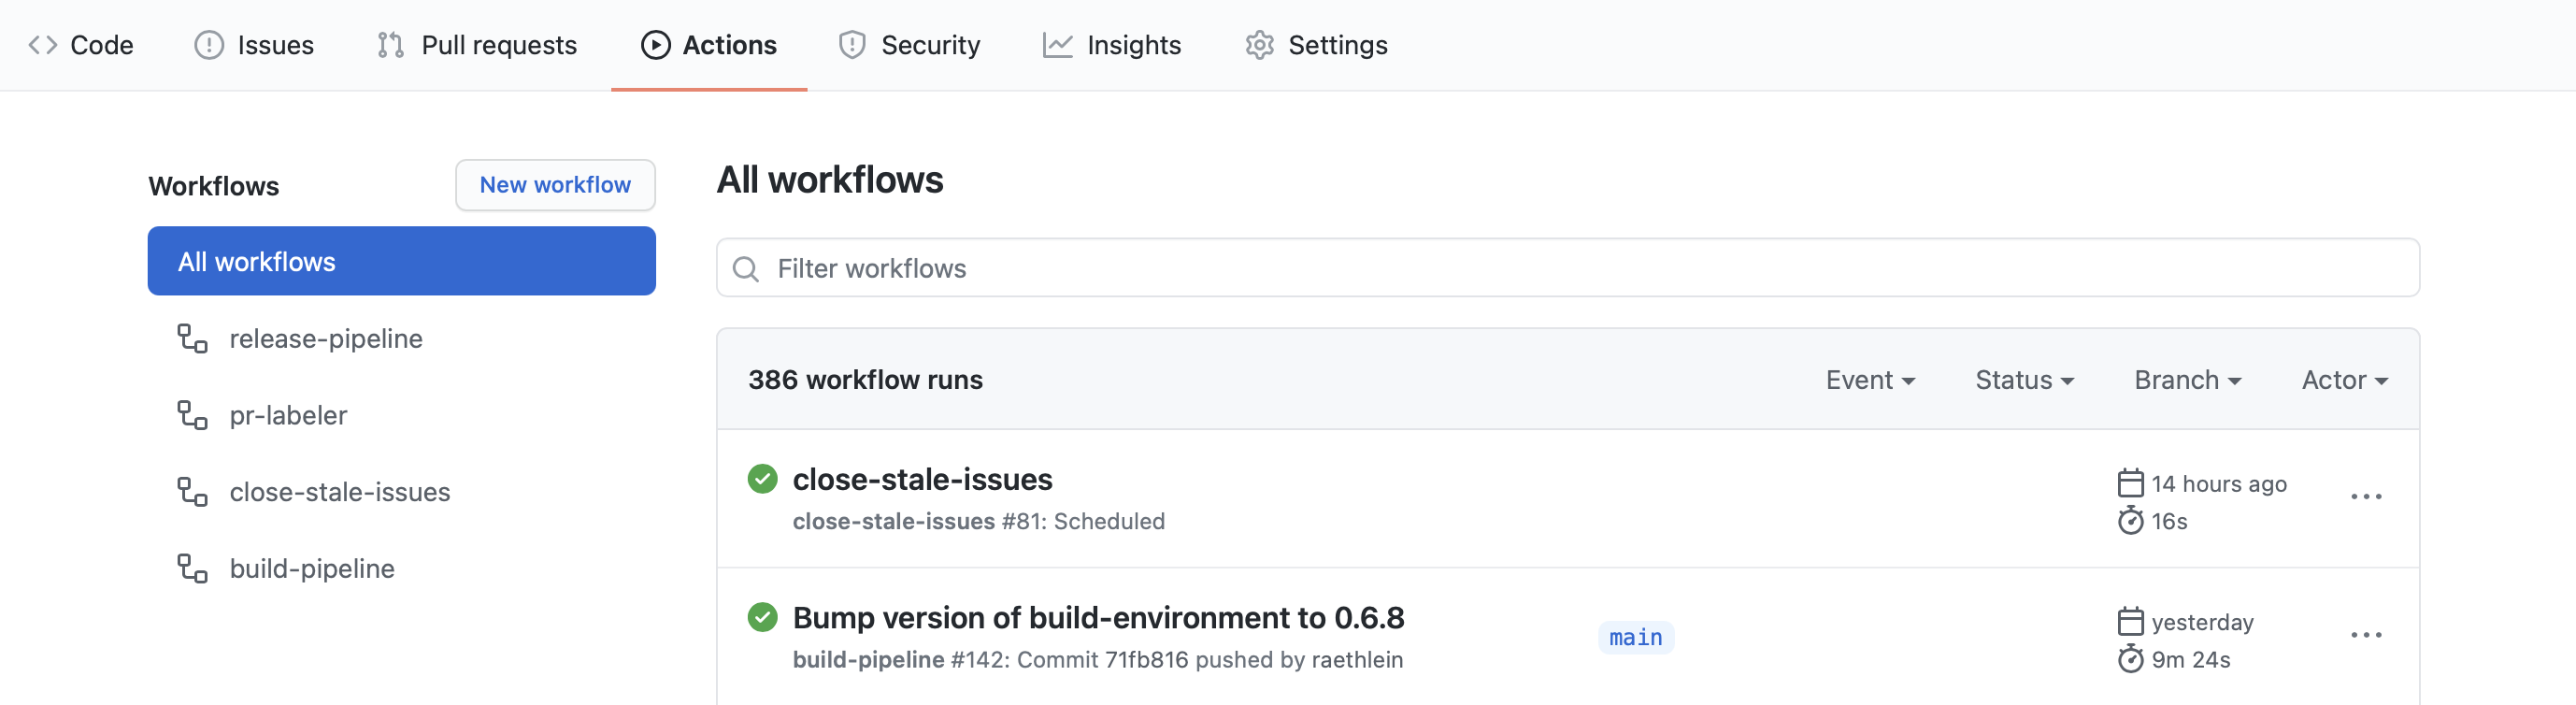 Code Issues Pull requests Actions Security Insights Settings
Workflows
New workflow
All workflows
release-pipeline
pr-labeler
close-stale-issues
build-pipeline
All workflows
Filter workflows
386 workflow runs Event Status Branch Actor
close-stale-issues
close-stale-issues #81: Scheduled
14 hours ago
16s
Bump version of build-environment to 0.6.8
build-pipeline #142: Commit 71fb816 pushed by raethlein
main
yesterday
9m 24s